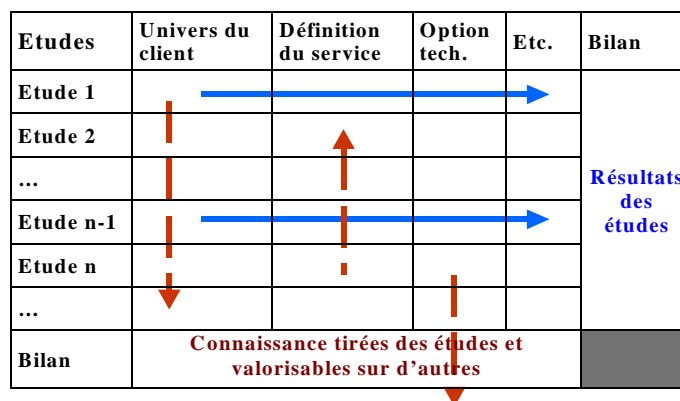 Etudes
Univers du
client
Définition
du service
Option
tech.
Etc.
Bilan
Etude 1
Etude 2
...
Résultats
des
études
Etude n-1
Etude n
...
Bilan
Connaissance tirées des études et
valorisables sur d'autres